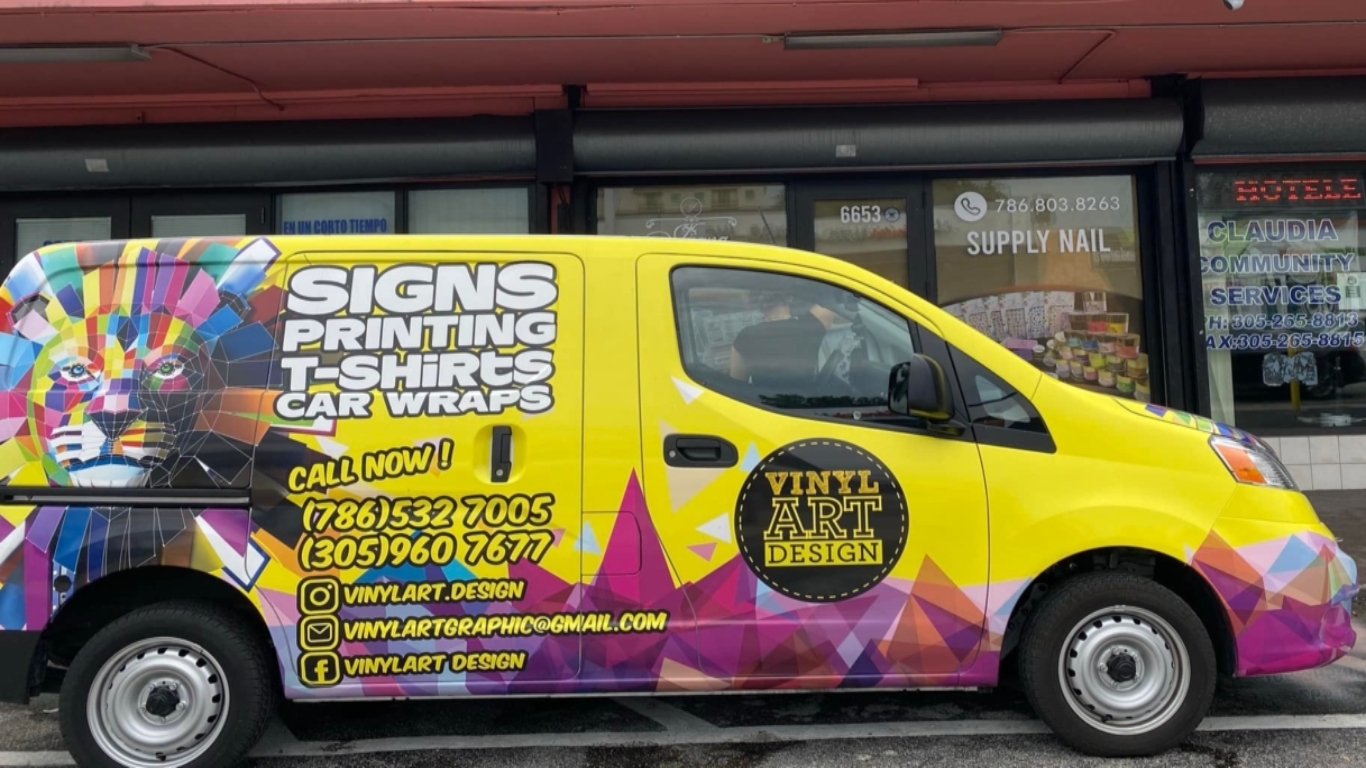 EN UN CORTO TIEMPO
6653
786.803.8263
SUPPLY NAIL
HOTELE
CLAUDIA
COMMUNITY
SERVICES
H: 305-265-8813
AX:305-265-8815
SIGNS
PRINTING
T-SHiRtS
CAR WRAPS
CALL NOW !
(786)532 7005
(305)960 7677
VINYLART.DESIGN
VINYLARTGRAPHIC@GMAIL.COM
VINYLART DESIGN
VINYL
ART
DESIGN